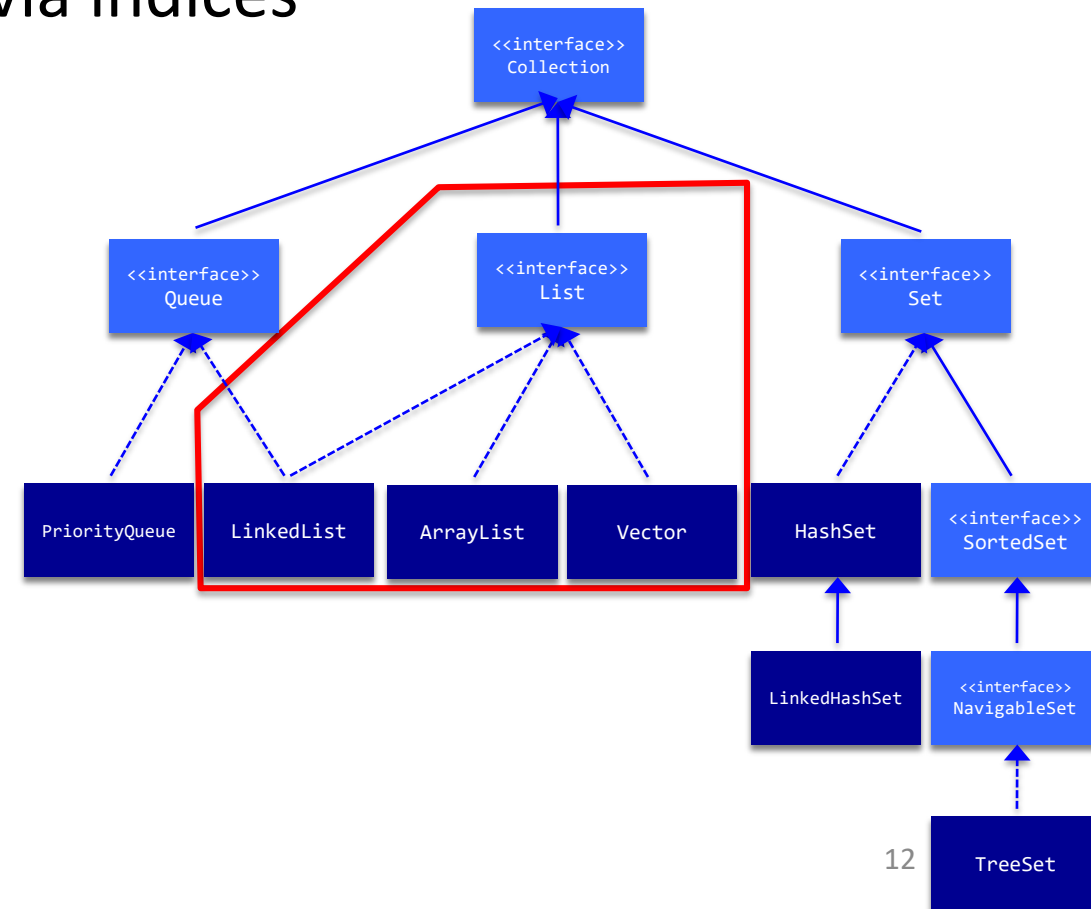 via indices
<<interface>>
Collection
<<interface>>
Queue
<<interface>>
List
<<interface>>
Set
PriorityQueue
LinkedList
ArrayList
Vector
HashSet
<<interface>>
SortedSet
LinkedHashSet
<<interface>>
NavigableSet
12
TreeSet